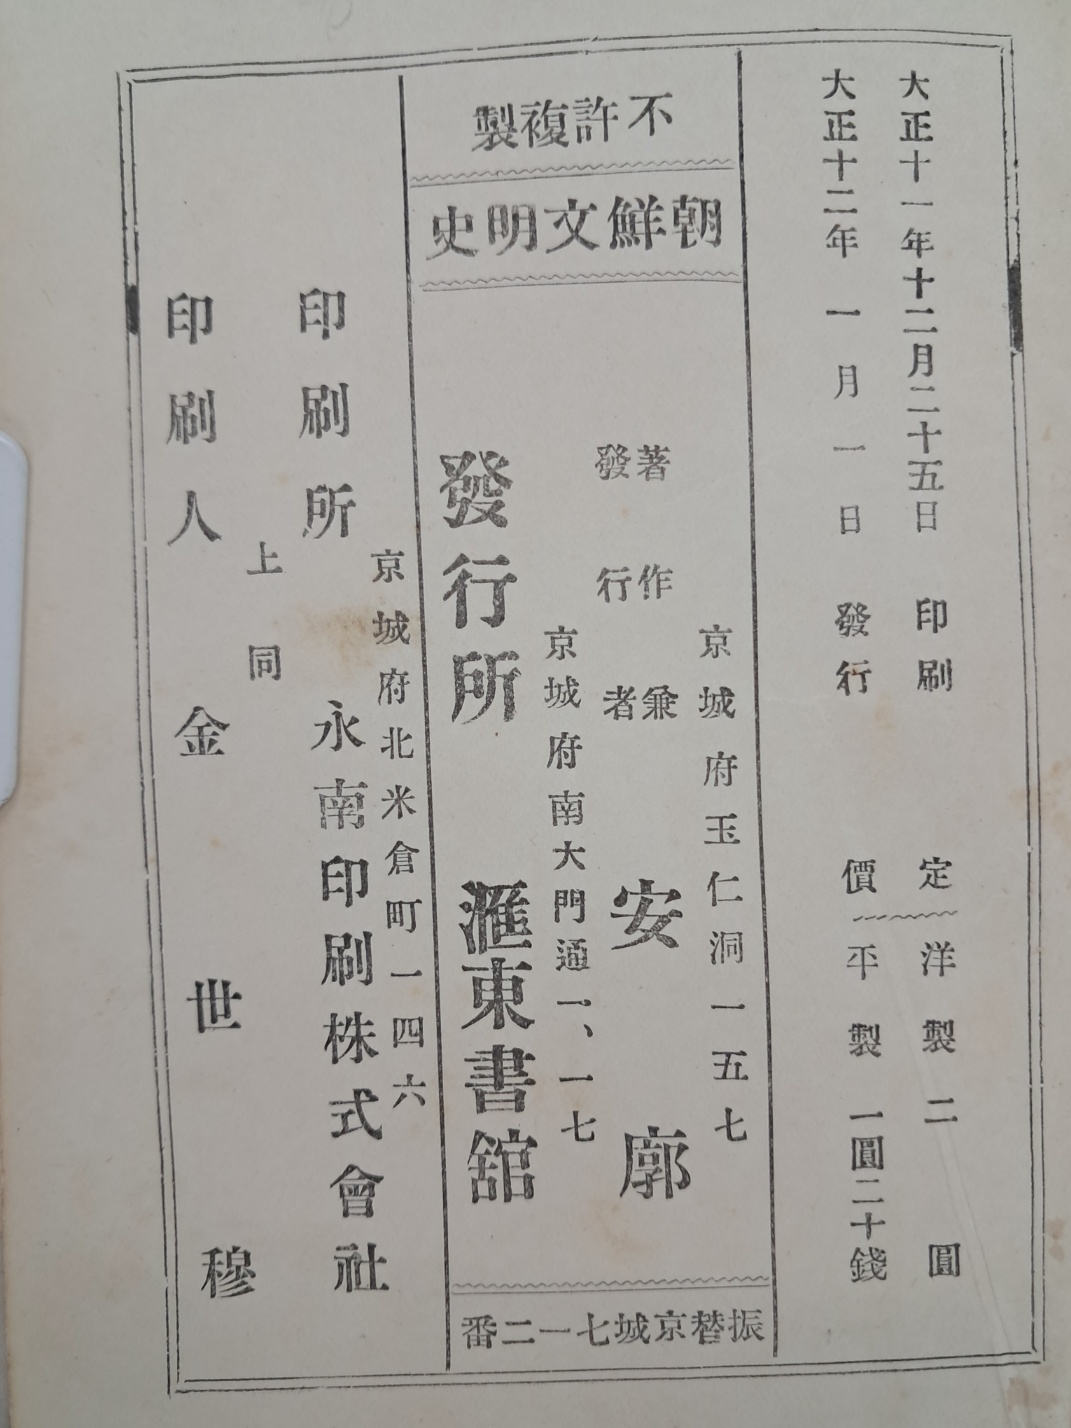 大正十一年十二月二十五日 印刷
大正十二年 一月一日 發行
定價
洋製 二圓
平製 一圓二十錢
不許複製
朝鮮文明史
京城府玉仁洞一五七
著作兼
發行者
安廓
京城府南大門通一、一七
發行所 滙東書舘
振替京城七一二番
京城府北米倉町一四六
印刷所 永南印刷株式會社
上同
印刷人 金世穆